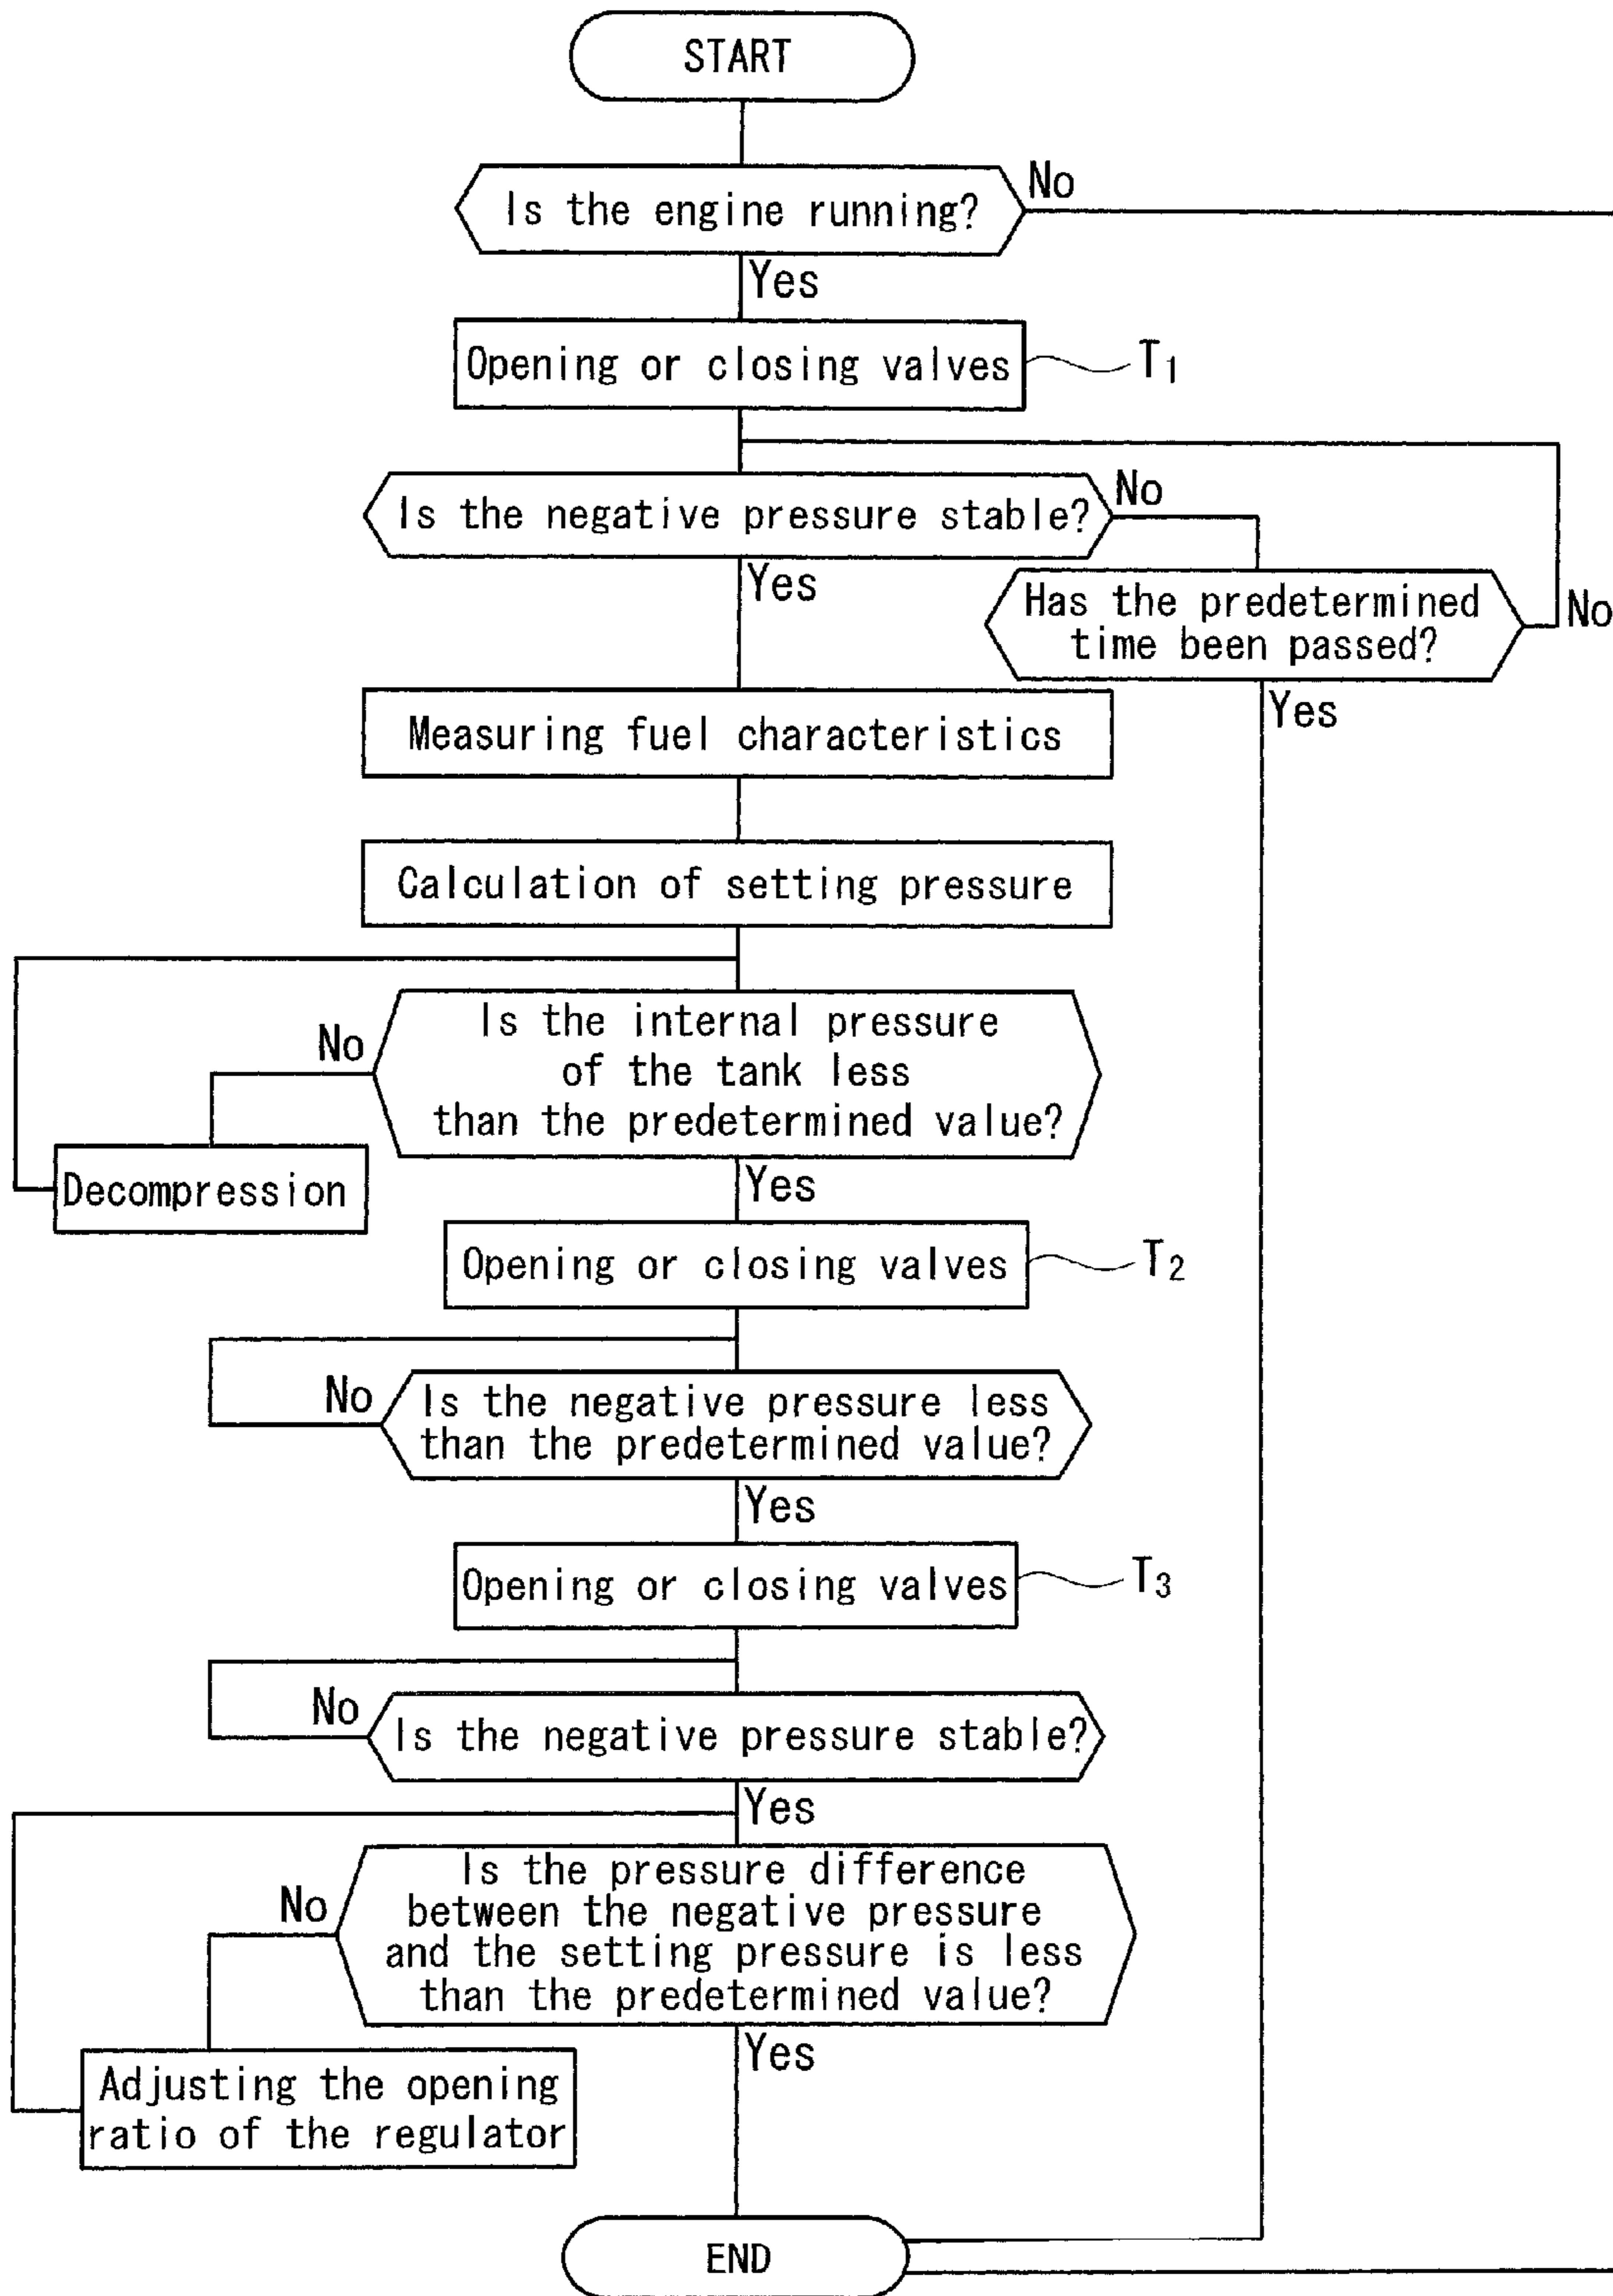 START
Is the engine running?
No
Yes
Opening or closing valves
T1
Is the negative pressure stable?
No
Yes
Has the predetermined
time been passed?
No
Yes
Measuring fuel characteristics
Calculation of setting pressure
Is the internal pressure
of the tank less
than the predetermined value?
No
Decompression
Yes
Opening or closing valves
T2
Is the negative pressure less
than the predetermined value?
No
Yes
Opening or closing valves
T3
Is the negative pressure stable?
No
Yes
Is the pressure difference
between the negative pressure
and the setting pressure is less
than the predetermined value?
No
Adjusting the opening
ratio of the regulator
Yes
END